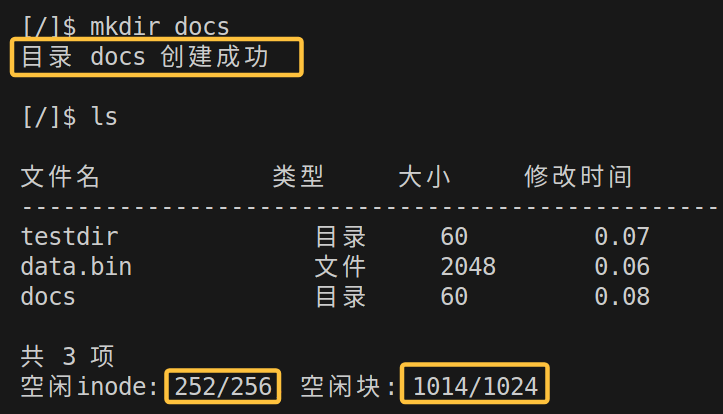 [/]$ mkdir docs
目录 docs 创建成功
[/]$ ls
文件名 类型 大小 修改时间
--------------------------------------------------
testdir 目录 60 0.07
data.bin 文件 2048 0.06
docs 目录 60 0.08
共 3 项
空闲inode: 252/256 空闲块: 1014/1024